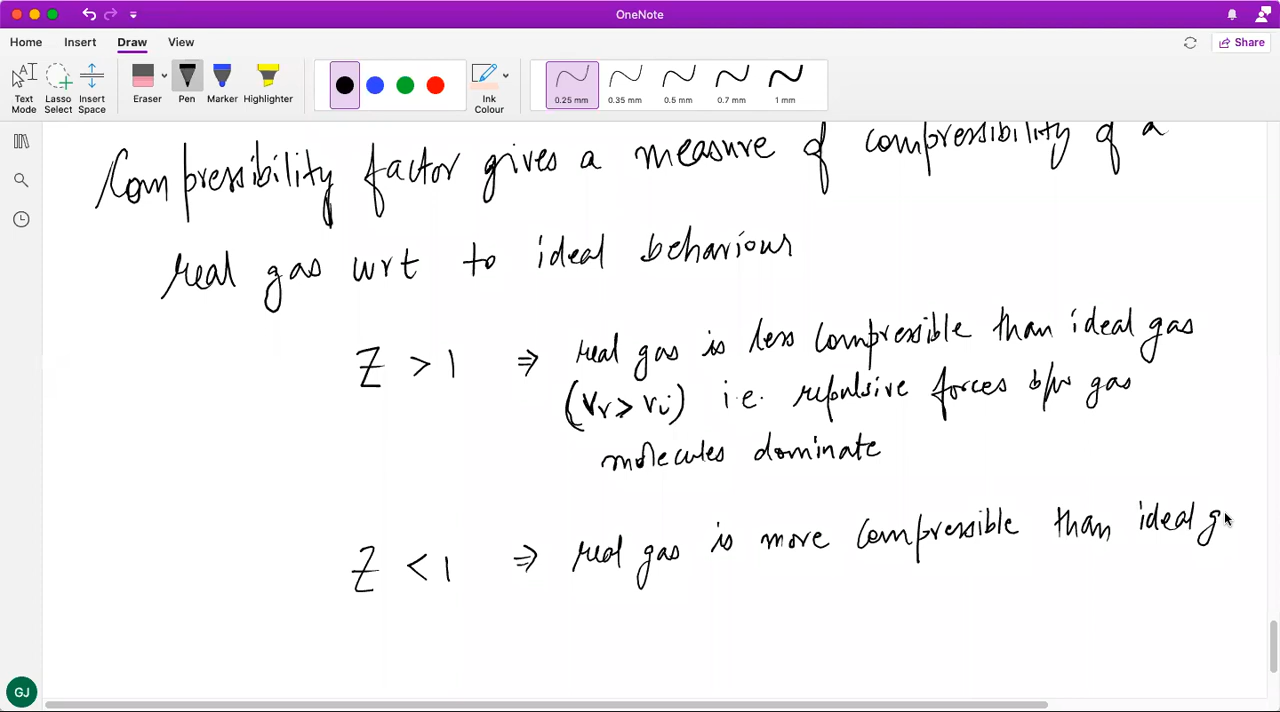 OneNote
Home Insert Draw View
Share
Text Mode
Lasso Select
Insert Space
Eraser
Pen
Marker
Highlighter
Ink Colour
0.25 mm
0.35 mm
0.5 mm
0.7 mm
1 mm
Compressibility factor gives a measure of compressibility of a
real gas wrt to ideal behaviour
Z > 1 ⇒ real gas is less compressible than ideal gas
(Vr > Vi) i.e. repulsive forces b/w gas
molecules dominate
Z < 1 ⇒ real gas is more compressible than ideal g
GJ